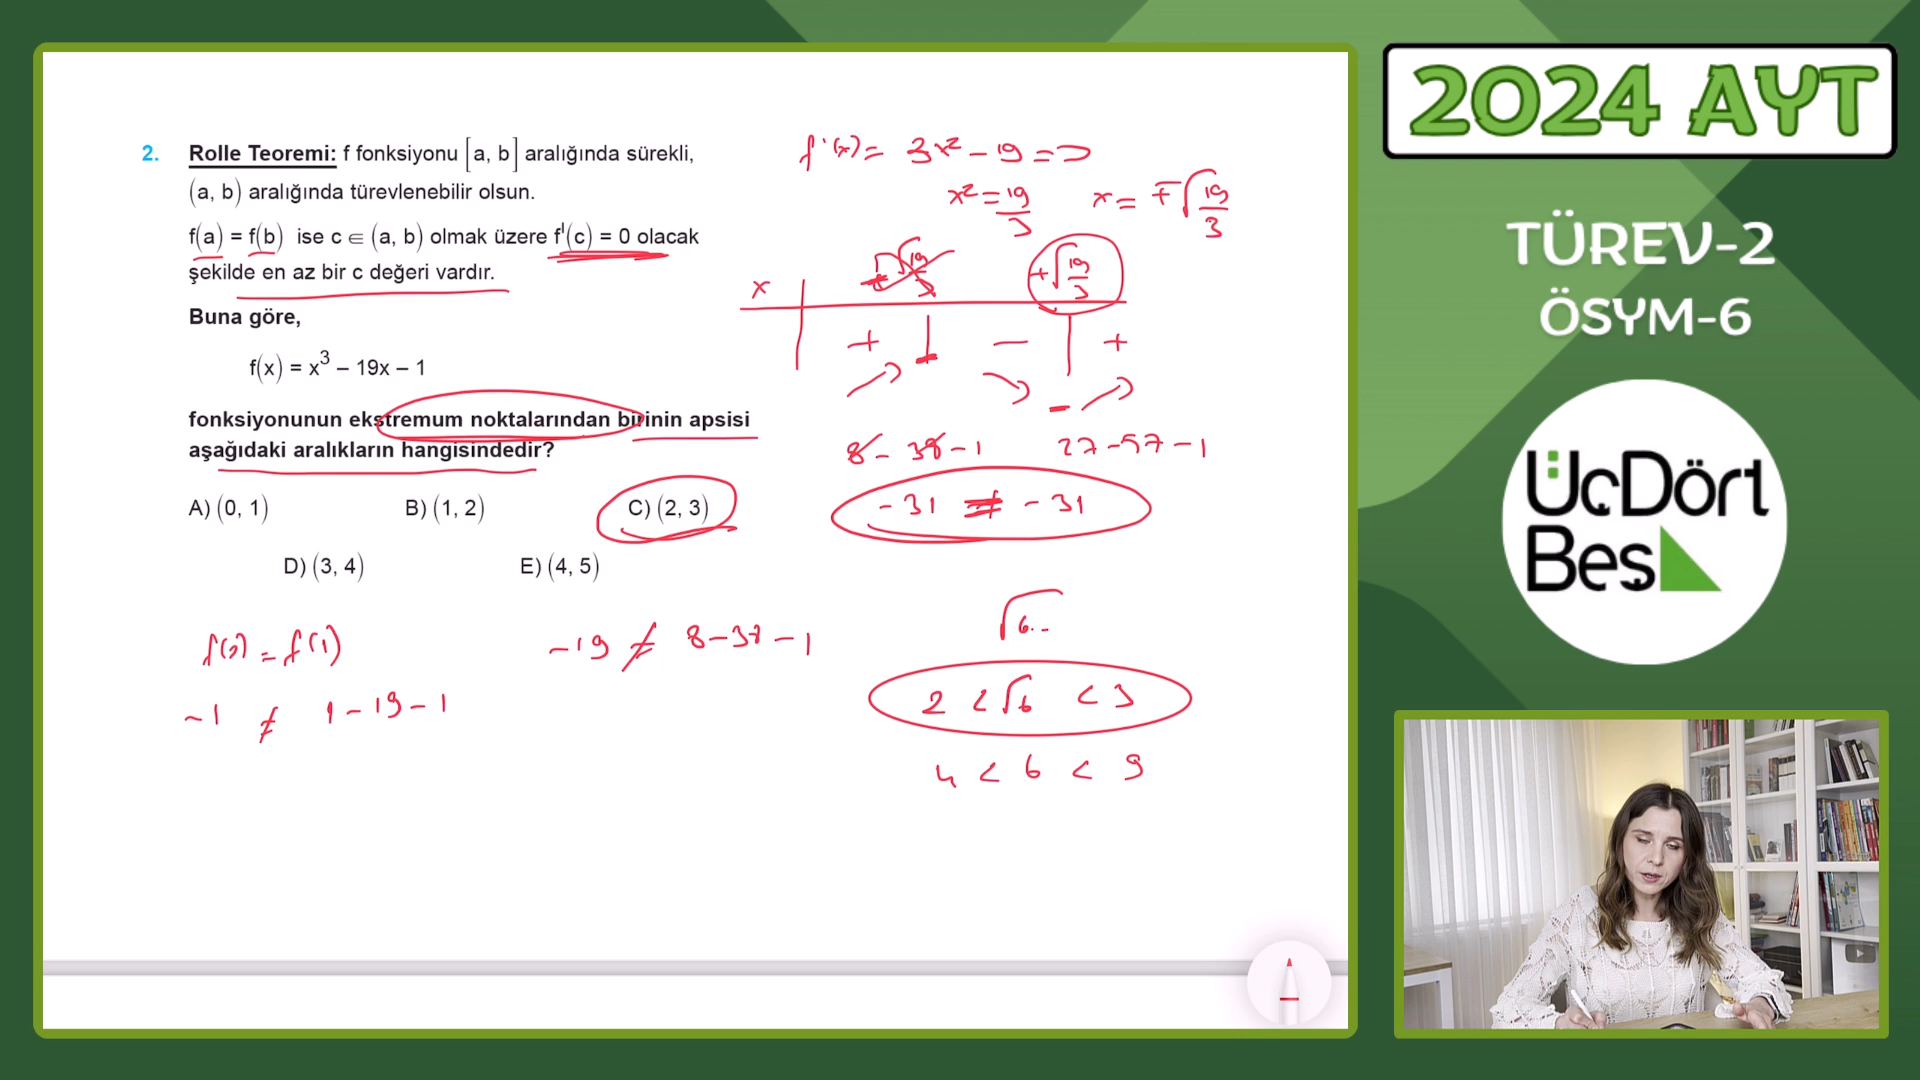 2. Rolle Teoremi: f fonksiyonu [a, b] aralığında sürekli,
(a, b) aralığında türevlenebilir olsun.
f(a) = f(b) ise c ∈ (a, b) olmak üzere f'(c) = 0 olacak
şekilde en az bir c değeri vardır.
Buna göre,
f(x) = x³ – 19x – 1
fonksiyonunun ekstremum noktalarından birinin apsisi
aşağıdaki aralıkların hangisindedir?
A) (0, 1) B) (1, 2) C) (2, 3)
D) (3, 4) E) (4, 5)
f(0) = f(1)
-1 ≠ 1-19-1
-19 ≠ 8-38-1
f'(x) = 3x² - 19 = 0
x² = 19/3 x = ∓√19/3
x +√19/3
+ - +
8 - 38 - 1 27 - 57 - 1
-31 = -31
√6..
2 < √6 < 3
4 < 6 < 9
2024 AYT
TÜREV-2
ÖSYM-6
ÜçDört
Beş